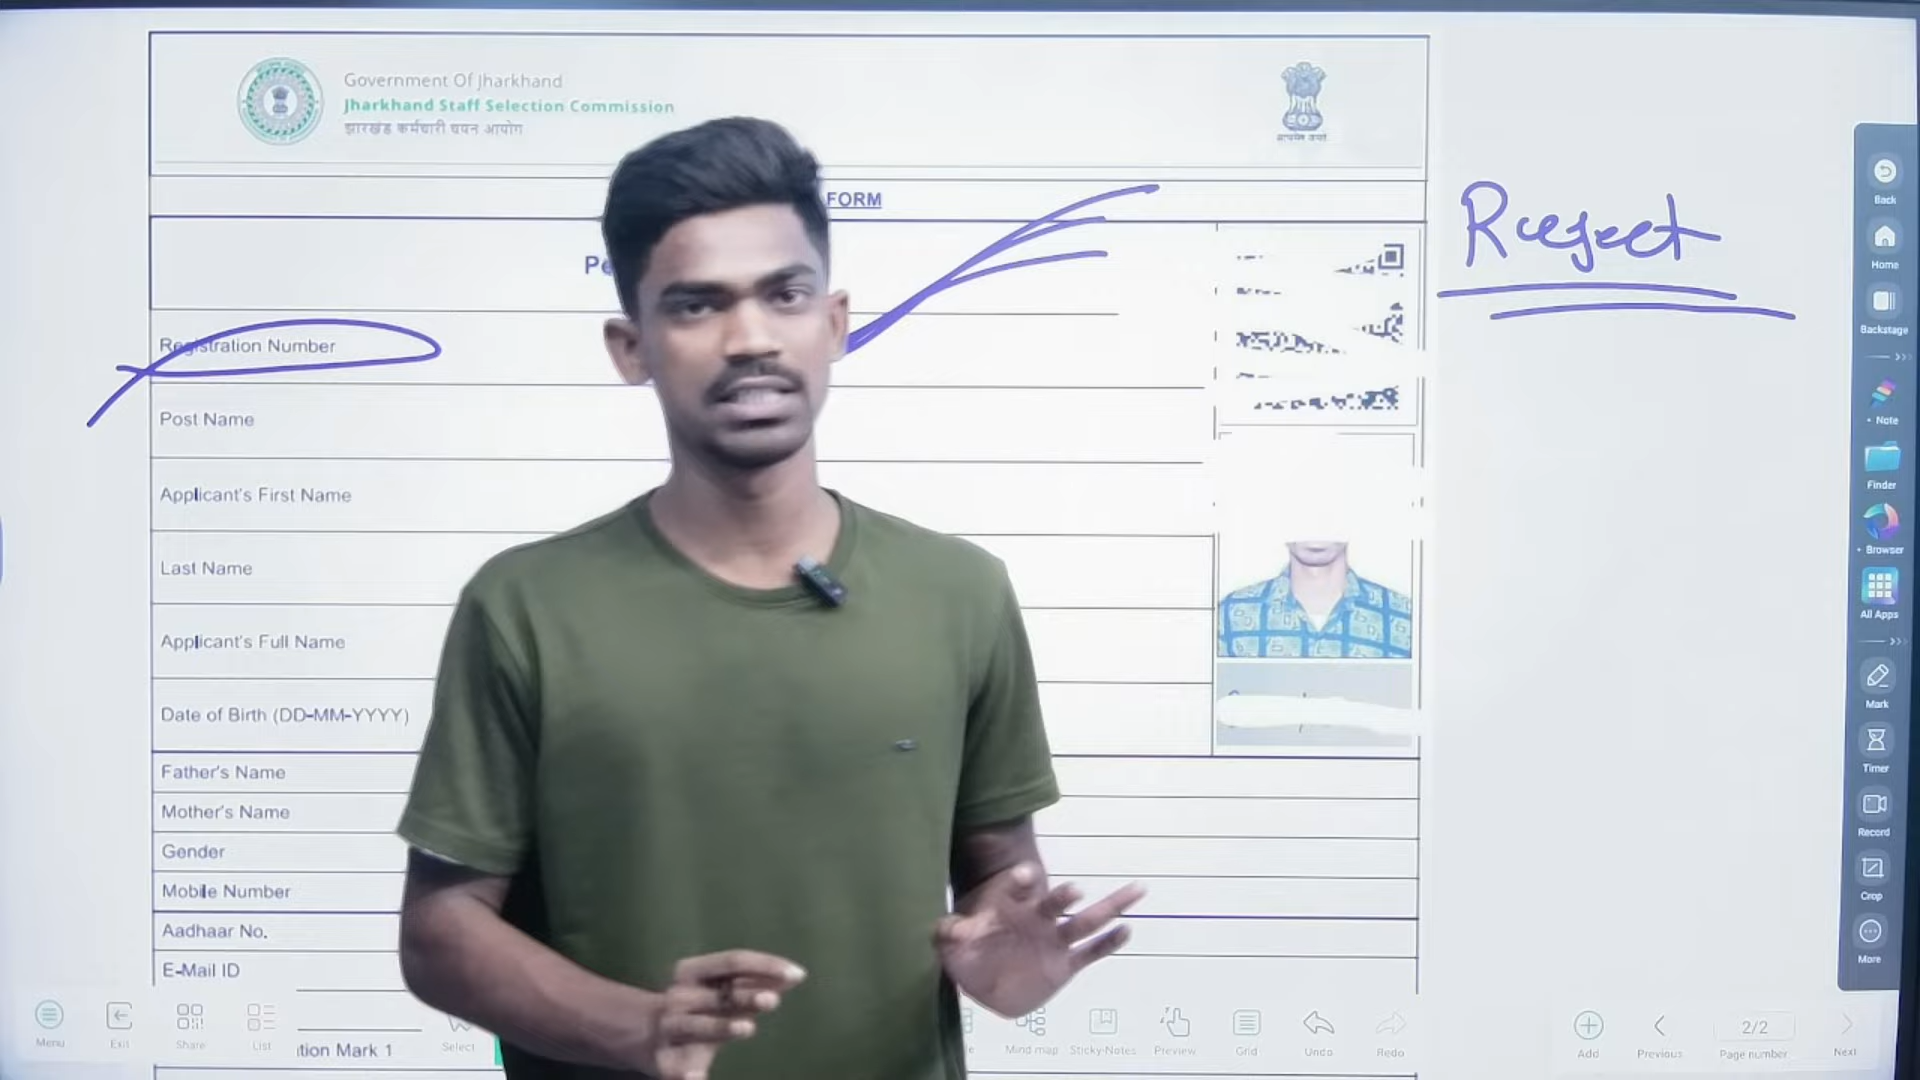 Government Of Jharkhand
Jharkhand Staff Selection Commission
झारखंड कर्मचारी चयन आयोग
FORM
Reject
Back
Home
Registration Number
Backstage
Post Name
Note
Applicant's First Name
Finder
Last Name
Browser
All Apps
Applicant's Full Name
Date of Birth (DD-MM-YYYY)
Mark
Father's Name
Timer
Mother's Name
Record
Gender
Mobile Number
Crop
Aadhaar No.
More
E-Mail ID
Menu Exit Share List Select Mind map Sticky-Notes Preview Grid Undo Redo Add Previous 2/2 Page number Next
Mark 1